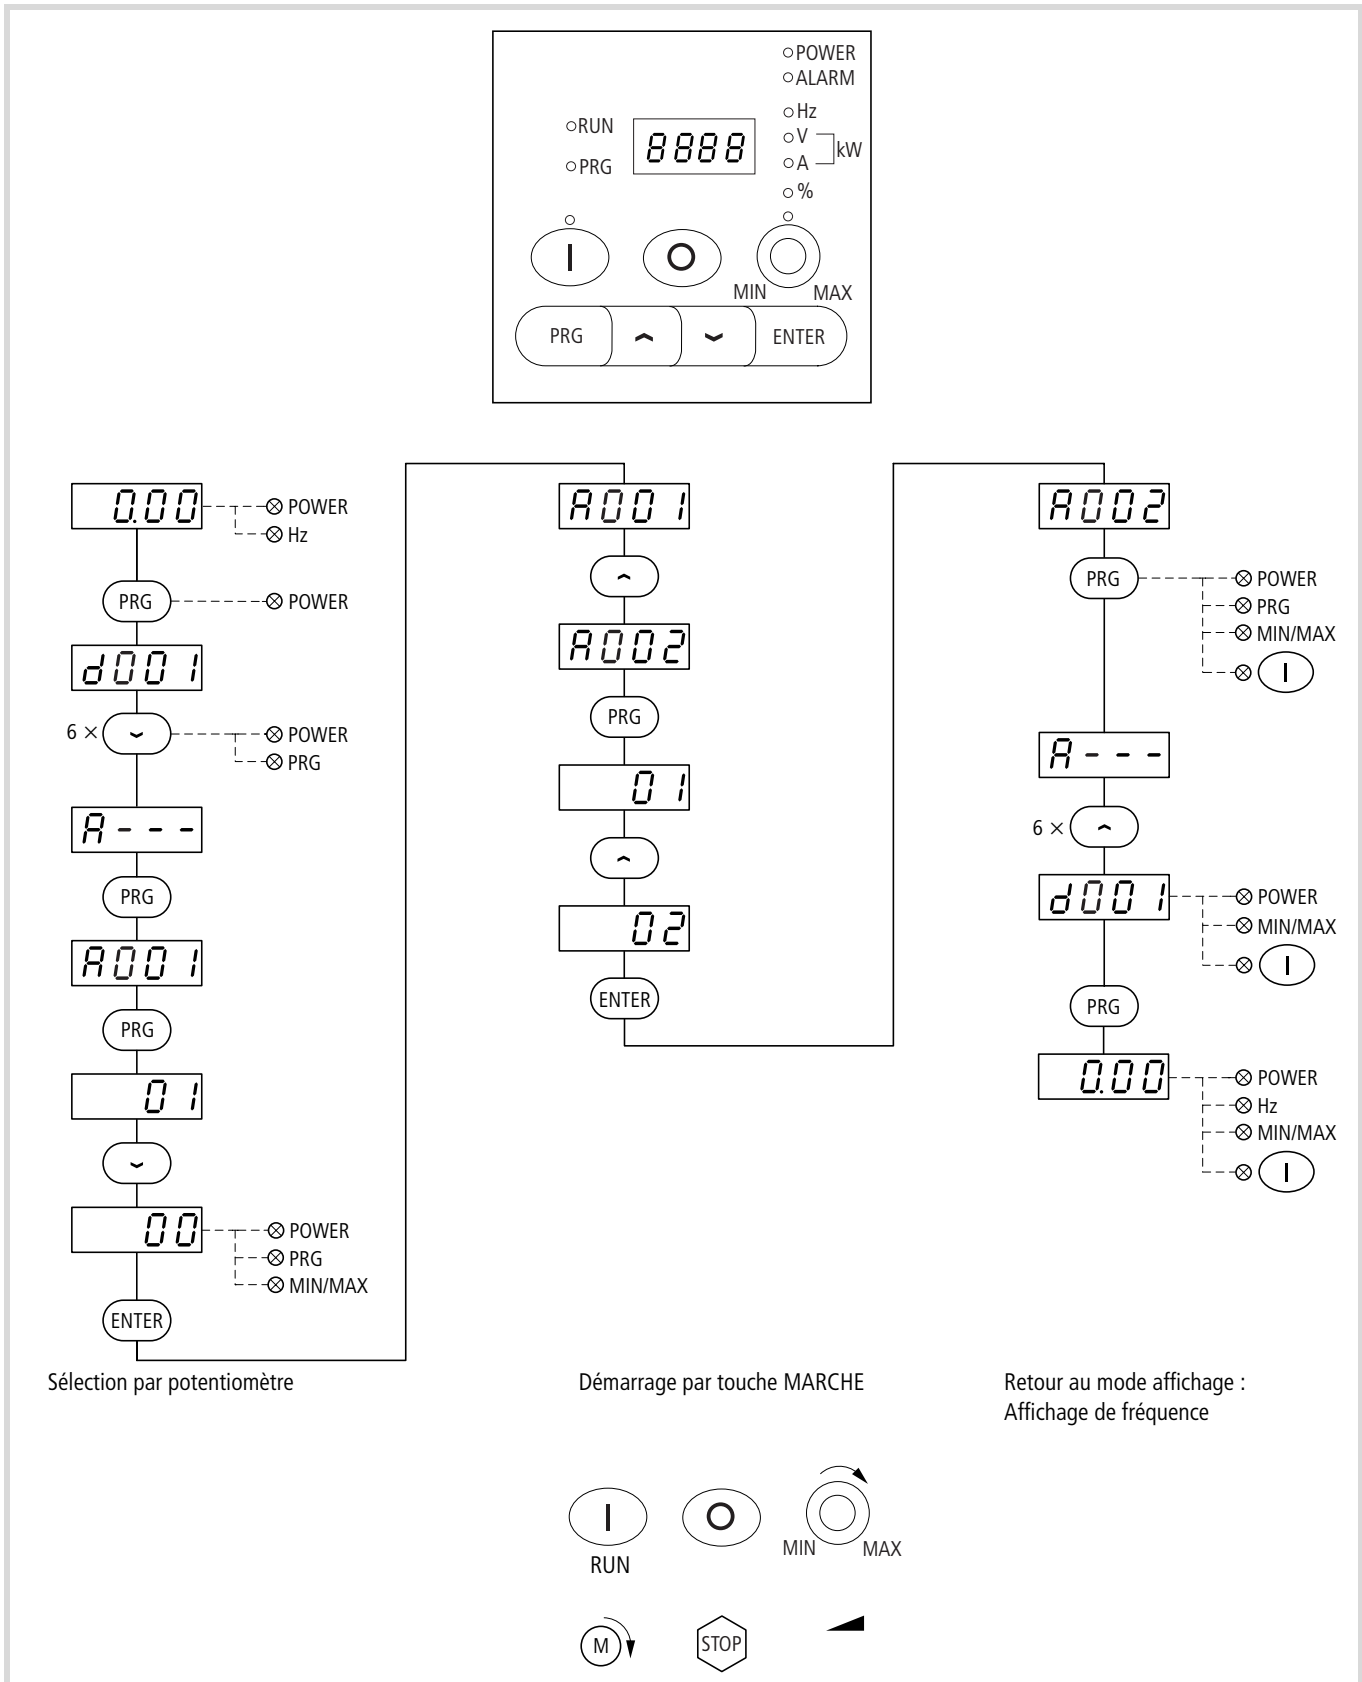 POWER
ALARM
RUN
8888
Hz
V
kW
PRG
A
%
MIN
MAX
PRG
ENTER
0.00
POWER
Hz
PRG
POWER
d001
6 ×
POWER
PRG
A---
PRG
A001
PRG
01
00
POWER
PRG
MIN/MAX
ENTER
Sélection par potentiomètre
A001
A002
PRG
01
02
ENTER
Démarrage par touche MARCHE
A002
PRG
POWER
PRG
MIN/MAX
I
A---
6 ×
d001
POWER
MIN/MAX
I
PRG
0.00
POWER
Hz
MIN/MAX
I
Retour au mode affichage :
Affichage de fréquence
RUN
MIN
MAX
M
STOP